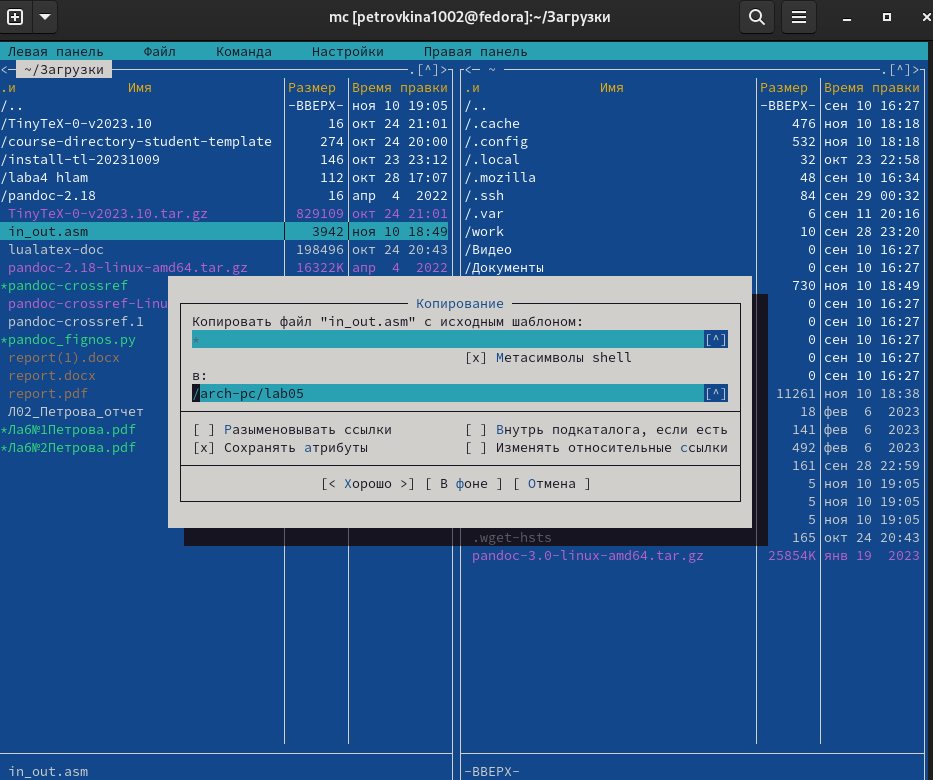 mc [petrovkina1002@fedora]:~/Загрузки
Левая панель Файл Команда Настройки Правая панель
<─ ~/Загрузки .[^]> <─ ~ .[^]>
.и Имя Размер Время правки .и Имя Размер Время правки
/.. -ВВЕРХ- ноя 10 19:05 /.. -ВВЕРХ- сен 10 16:27
/TinyTeX-0-v2023.10 16 окт 24 21:01 /.cache 476 ноя 10 18:18
/course-directory-student-template 274 окт 24 20:00 /.config 532 ноя 10 18:18
/install-tl-20231009 146 окт 23 23:12 /.local 32 окт 23 22:58
/laba4 hlam 112 окт 28 17:07 /.mozilla 48 сен 10 16:34
/pandoc-2.18 16 апр 4 2022 /.ssh 84 сен 29 00:32
TinyTeX-0-v2023.10.tar.gz 829109 окт 24 21:01 /.var 6 сен 11 20:16
in_out.asm 3942 ноя 10 18:49 /work 10 сен 28 23:20
lualatex-doc 198496 окт 24 20:43 /Видео 0 сен 10 16:27
pandoc-2.18-linux-amd64.tar.gz 16322K апр 4 2022 /Документы 0 сен 10 16:27
*pandoc-crossref 730 ноя 10 18:49
pandoc-crossref-Linu Копирование 0 сен 10 16:27
pandoc-crossref.1 Копировать файл "in_out.asm" с исходным шаблоном: 0 сен 10 16:27
*pandoc_fignos.py * [^] 0 сен 10 16:27
report(1).docx [x] Метасимволы shell 0 сен 10 16:27
report.docx в: 0 сен 10 16:27
report.pdf /arch-pc/lab05 [^] 11261 ноя 10 18:38
Л02_Петрова_отчет 18 фев 6 2023
*Лаб№1Петрова.pdf [ ] Разыменовывать ссылки [ ] Внутрь подкаталога, если есть 141 фев 6 2023
*Лаб№2Петрова.pdf [x] Сохранять атрибуты [ ] Изменять относительные ссылки 492 фев 6 2023
161 сен 28 22:59
[< Хорошо >] [ В фоне ] [ Отмена ] 5 ноя 10 19:05
5 ноя 10 19:05
5 ноя 10 19:05
.wget-hsts 165 окт 24 20:43
pandoc-3.0-linux-amd64.tar.gz 25854K янв 19 2023
in_out.asm -ВВЕРХ-